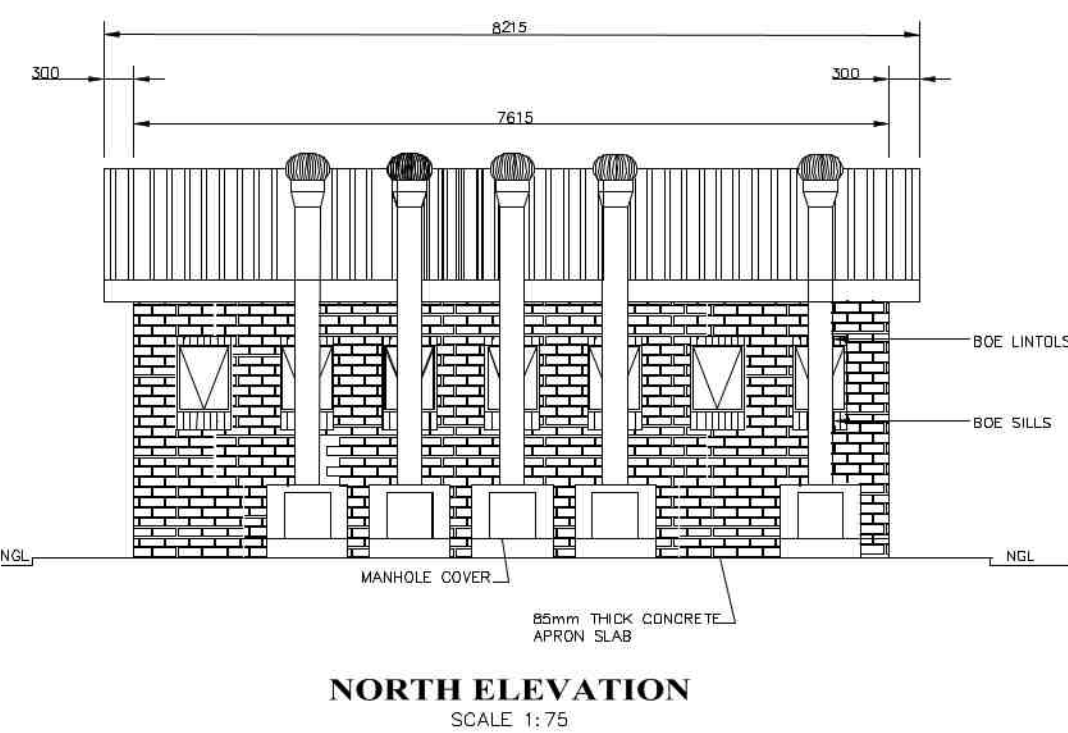 8215
300
300
7615
BOE LINTOLS
BOE SILLS
NGL
NGL
MANHOLE COVER
85mm THICK CONCRETE
APRON SLAB
NORTH ELEVATION
SCALE 1:75